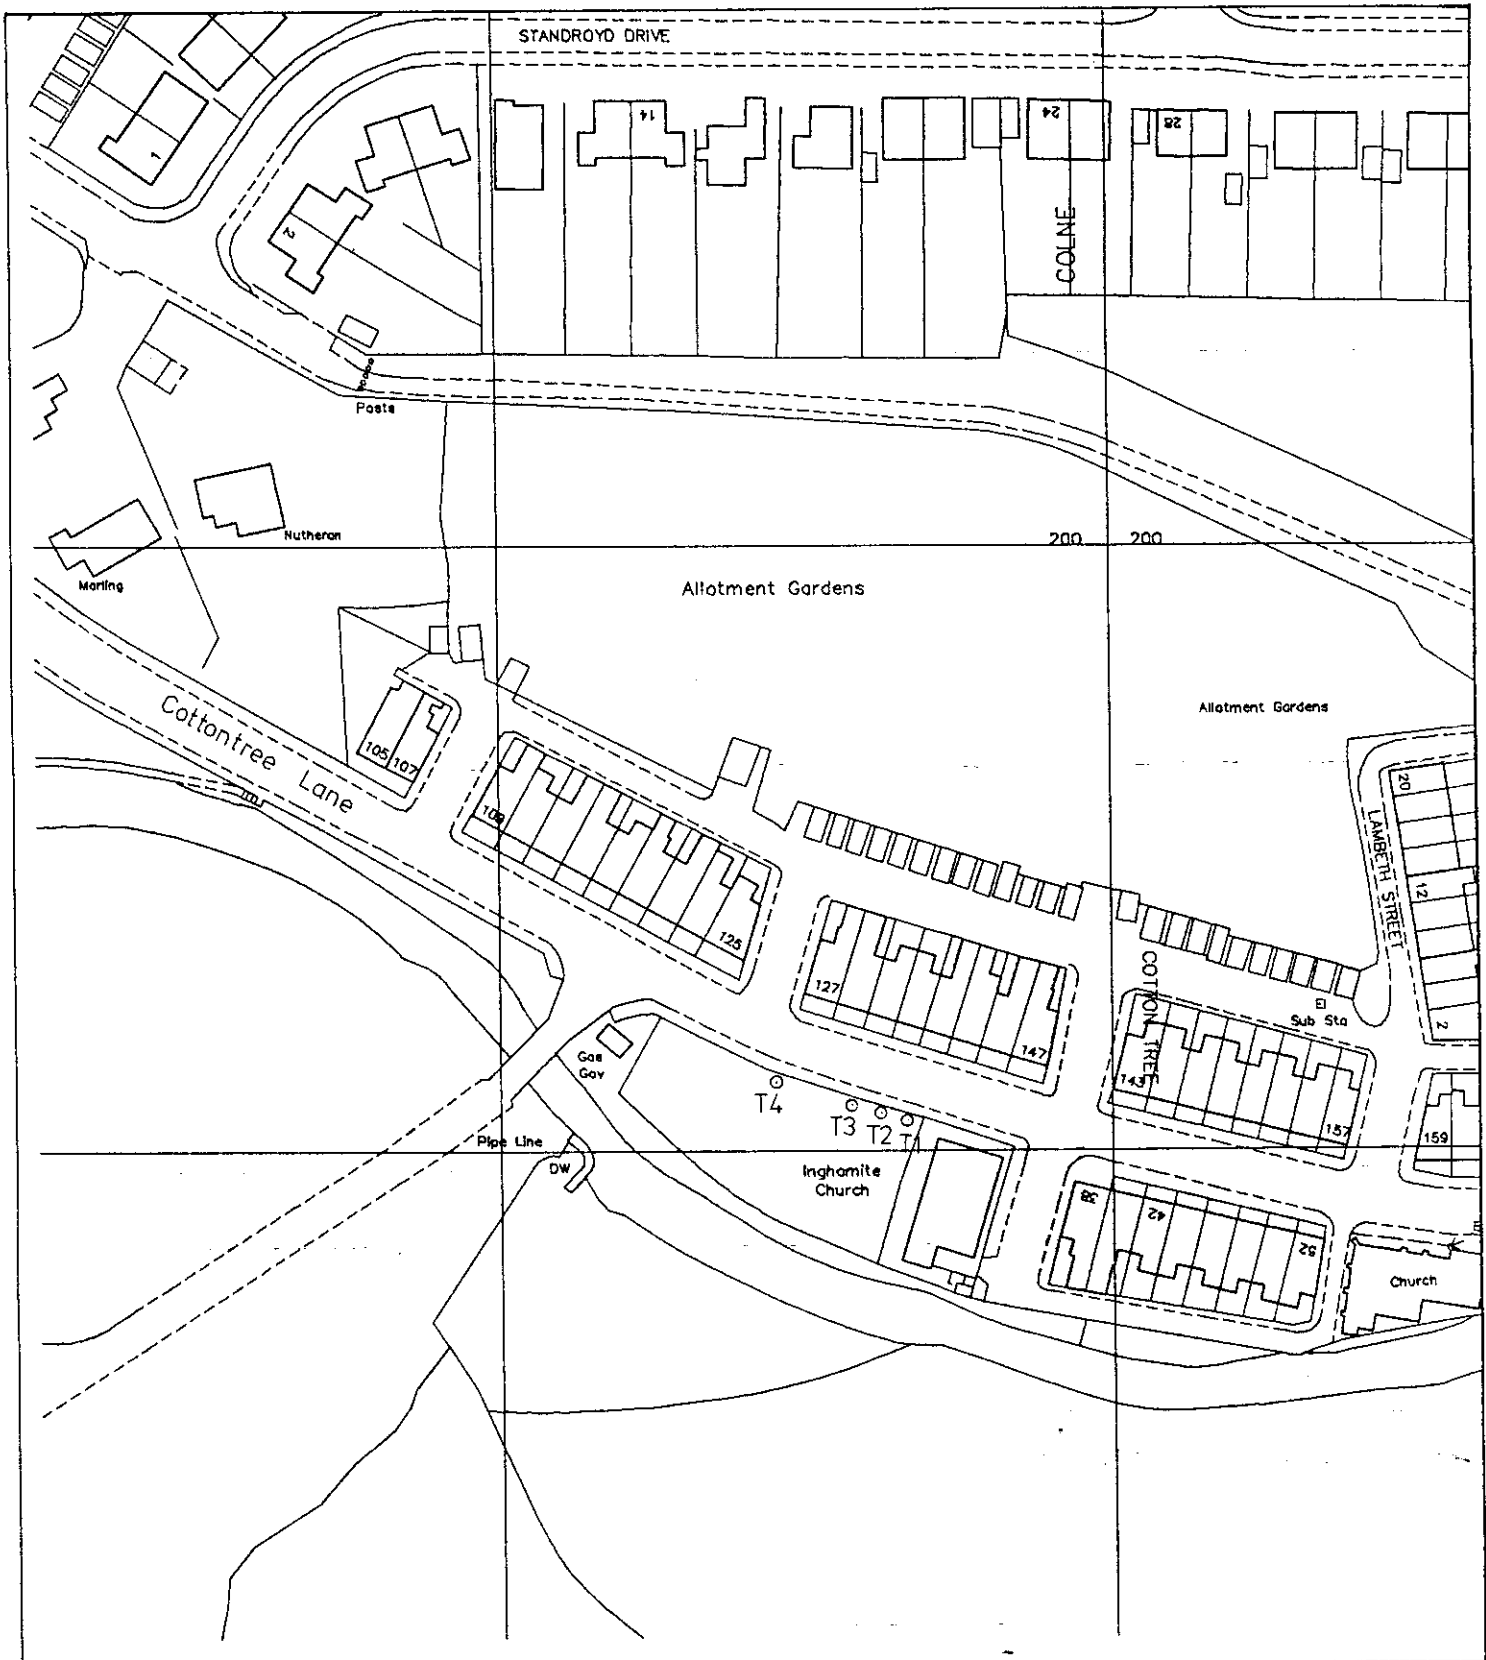 STANDROYD DRIVE
14
24
28
1
2
COLNE
Posts
Nutheron
200 200
Marling
Allotment Gardens
Allotment Gardens
Cottontree Lane
105
107
20
109
LAMBETH STREET
12
125
127
COTTON TREE
147
Sub Sta
2
Gas
Gov
143
T4
T3
T2
T1
157
159
Pipe Line
DW
Inghamite
Church
38
42
52
Church